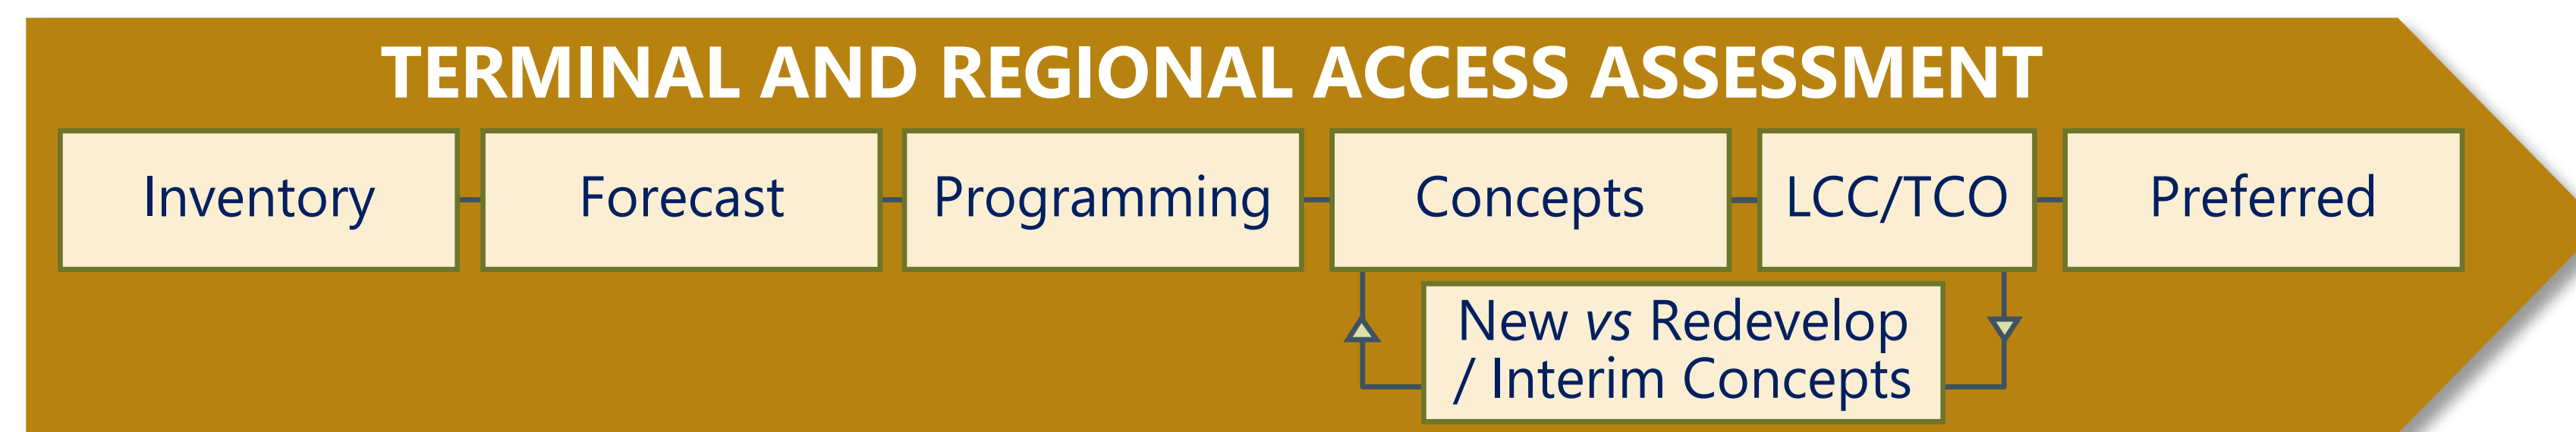 TERMINAL AND REGIONAL ACCESS ASSESSMENT
Inventory
Forecast
Programming
Concepts
LCC/TCO
Preferred
New vs Redevelop
/ Interim Concepts